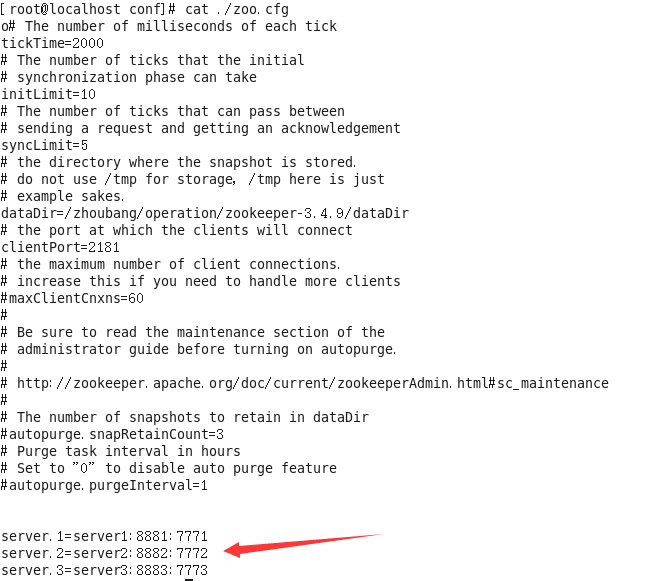 [root@localhost conf]# cat ./zoo.cfg
o# The number of milliseconds of each tick
tickTime=2000
# The number of ticks that the initial
# synchronization phase can take
initLimit=10
# The number of ticks that can pass between
# sending a request and getting an acknowledgement
syncLimit=5
# the directory where the snapshot is stored.
# do not use /tmp for storage, /tmp here is just
# example sakes.
dataDir=/zhoubang/operation/zookeeper-3.4.9/dataDir
# the port at which the clients will connect
clientPort=2181
# the maximum number of client connections.
# increase this if you need to handle more clients
#maxClientCnxns=60
#
# Be sure to read the maintenance section of the
# administrator guide before turning on autopurge.
#
# http://zookeeper.apache.org/doc/current/zookeeperAdmin.html#sc_maintenance
#
# The number of snapshots to retain in dataDir
#autopurge.snapRetainCount=3
# Purge task interval in hours
# Set to "0" to disable auto purge feature
#autopurge.purgeInterval=1
server.1=server1:8881:7771
server.2=server2:8882:7772
server.3=server3:8883:7773